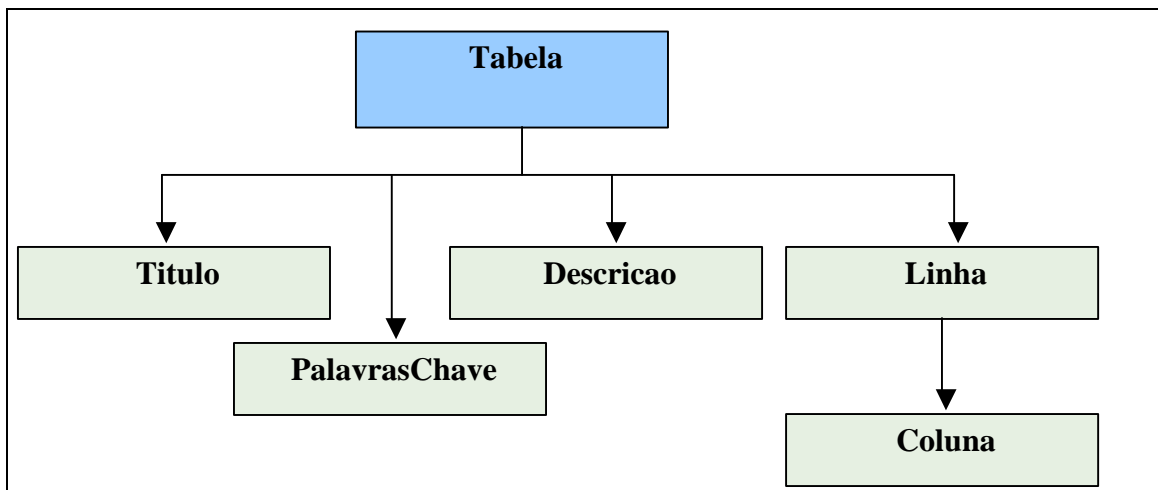 Tabela
Titulo
Descricao
Linha
PalavrasChave
Coluna